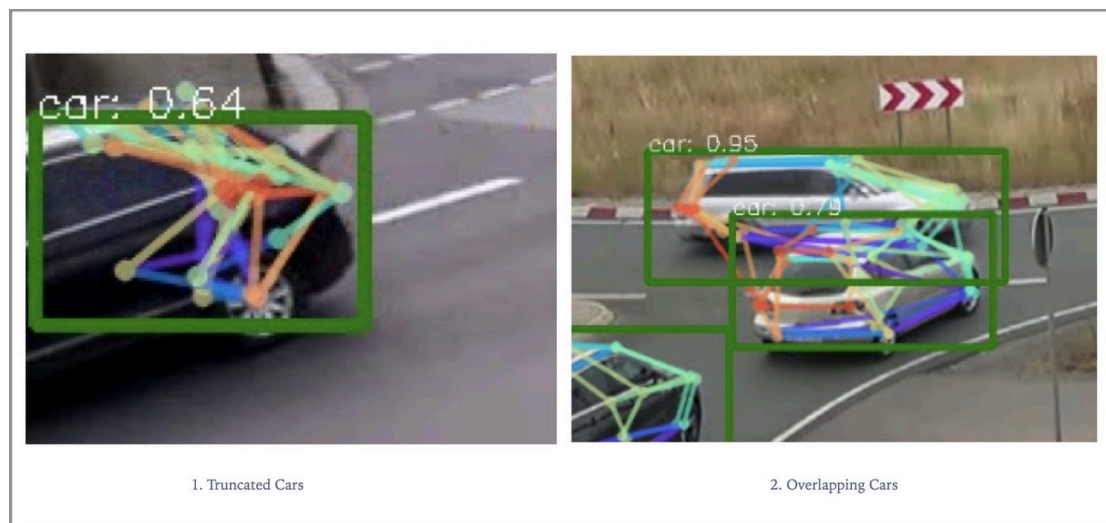 car: 0.64
car: 0.95
car: 0.79
1. Truncated Cars
2. Overlapping Cars